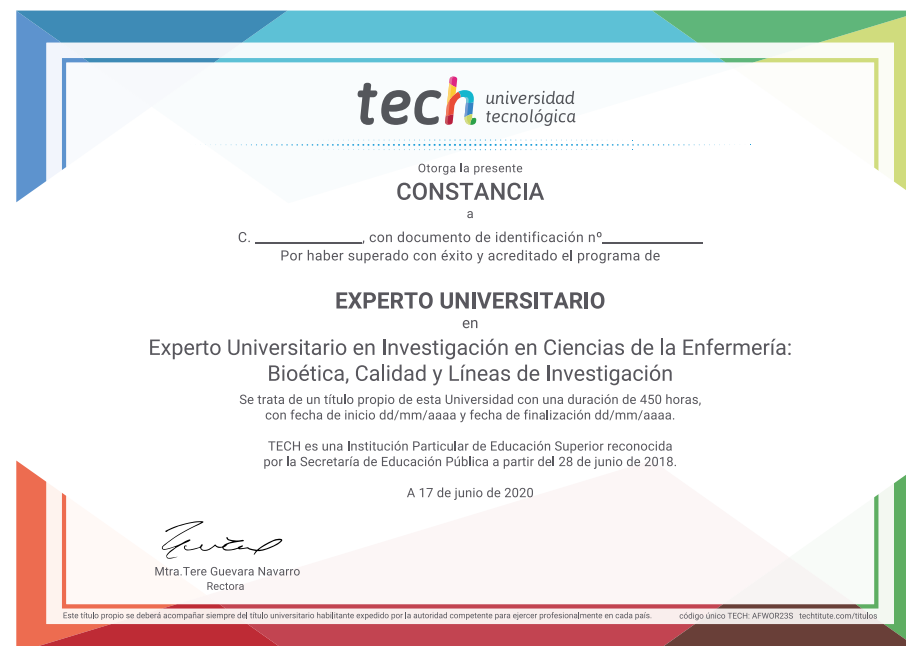 tech universidad
tecnológica
Otorga la presente
CONSTANCIA
a
C. ______________, con documento de identificación nº_____________
Por haber superado con éxito y acreditado el programa de
EXPERTO UNIVERSITARIO
en
Experto Universitario en Investigación en Ciencias de la Enfermería:
Bioética, Calidad y Líneas de Investigación
Se trata de un título propio de esta Universidad con una duración de 450 horas,
con fecha de inicio dd/mm/aaaa y fecha de finalización dd/mm/aaaa.
TECH es una Institución Particular de Educación Superior reconocida
por la Secretaría de Educación Pública a partir del 28 de junio de 2018.
A 17 de junio de 2020
Mtra.Tere Guevara Navarro
Rectora
Este título propio se deberá acompañar siempre del título universitario habilitante expedido por la autoridad competente para ejercer profesionalmente en cada país. código único TECH: AFWOR23S techtitute.com/titulos